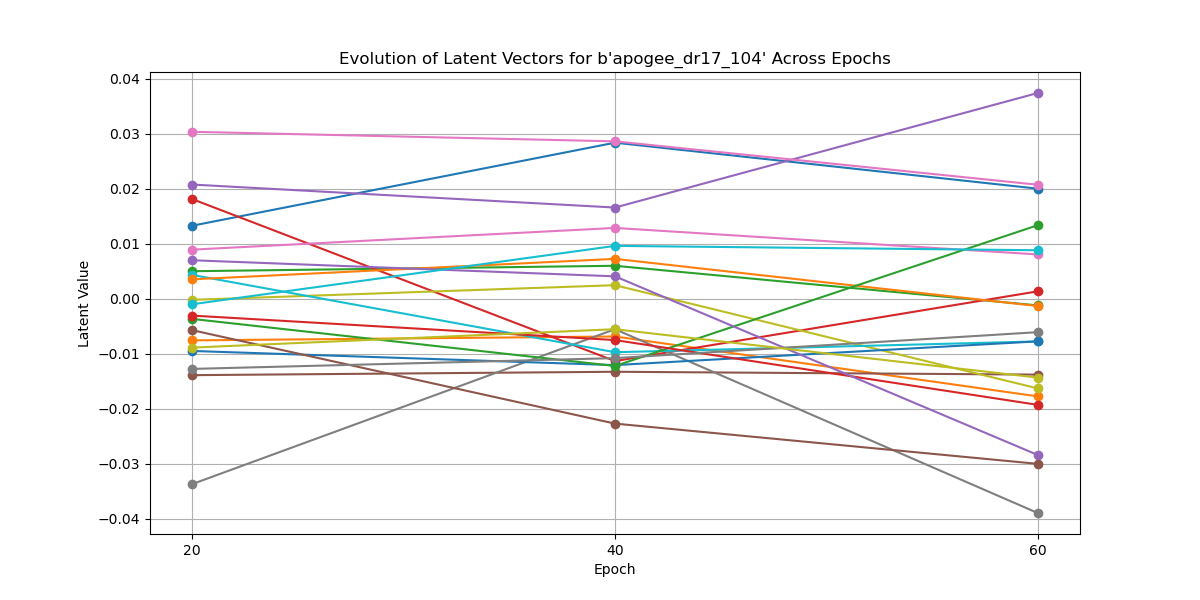 Evolution of Latent Vectors for b'apogee_dr17_104' Across Epochs
0.04
0.03
0.02
0.01
0.00
−0.01
−0.02
−0.03
−0.04
Latent Value
20 40 60
Epoch